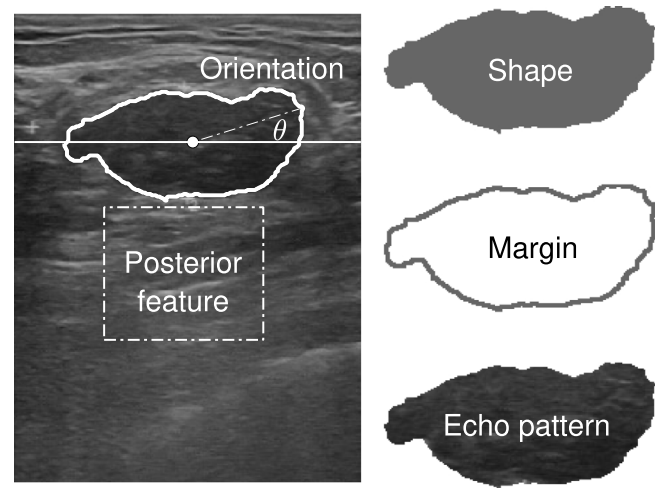 Orientation
θ
Posterior
feature
Shape
Margin
Echo pattern